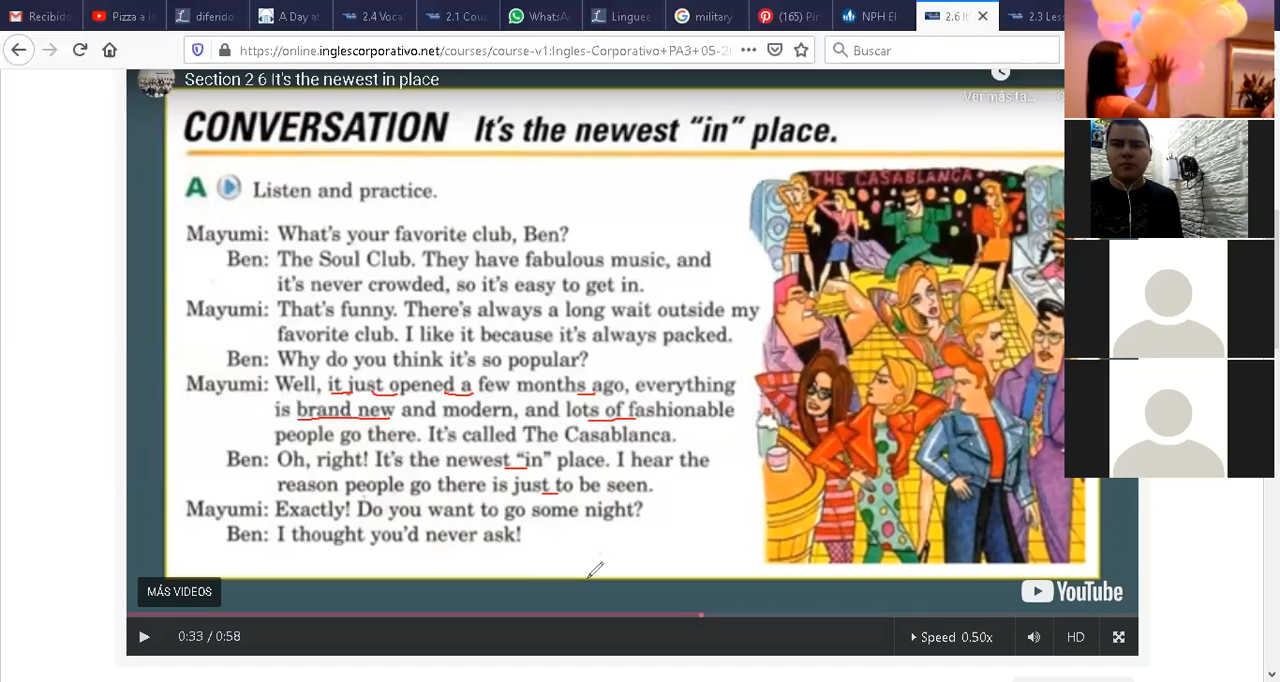 Recibido
Pizza a l
diferido
A Day at
2.4 Voca
2.1 Cou
WhatsA
Linguee
military
(165) Pin
NPH El
2.6 It
2.3 Less
https://online.inglescorporativo.net/courses/course-v1:Ingles-Corporativo+PA3+05-2
Buscar
Section 2 6 It's the newest in place
Ver más ta...
CONVERSATION It's the newest "in" place.
A Listen and practice.
THE CASABLANCA
Mayumi: What's your favorite club, Ben?
Ben: The Soul Club. They have fabulous music, and
it's never crowded, so it's easy to get in.
Mayumi: That's funny. There's always a long wait outside my
favorite club. I like it because it's always packed.
Ben: Why do you think it's so popular?
Mayumi: Well, it just opened a few months ago, everything
is brand new and modern, and lots of fashionable
people go there. It's called The Casablanca.
Ben: Oh, right! It's the newest "in" place. I hear the
reason people go there is just to be seen.
Mayumi: Exactly! Do you want to go some night?
Ben: I thought you'd never ask!
MÁS VIDEOS
YouTube
0:33 / 0:58
Speed 0.50x
HD